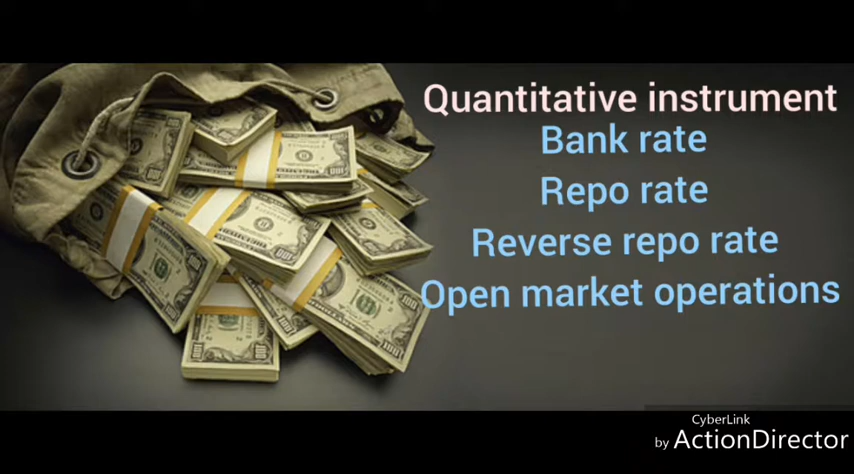 Quantitative instrument
Bank rate
Repo rate
Reverse repo rate
Open market operations
CyberLink
by ActionDirector